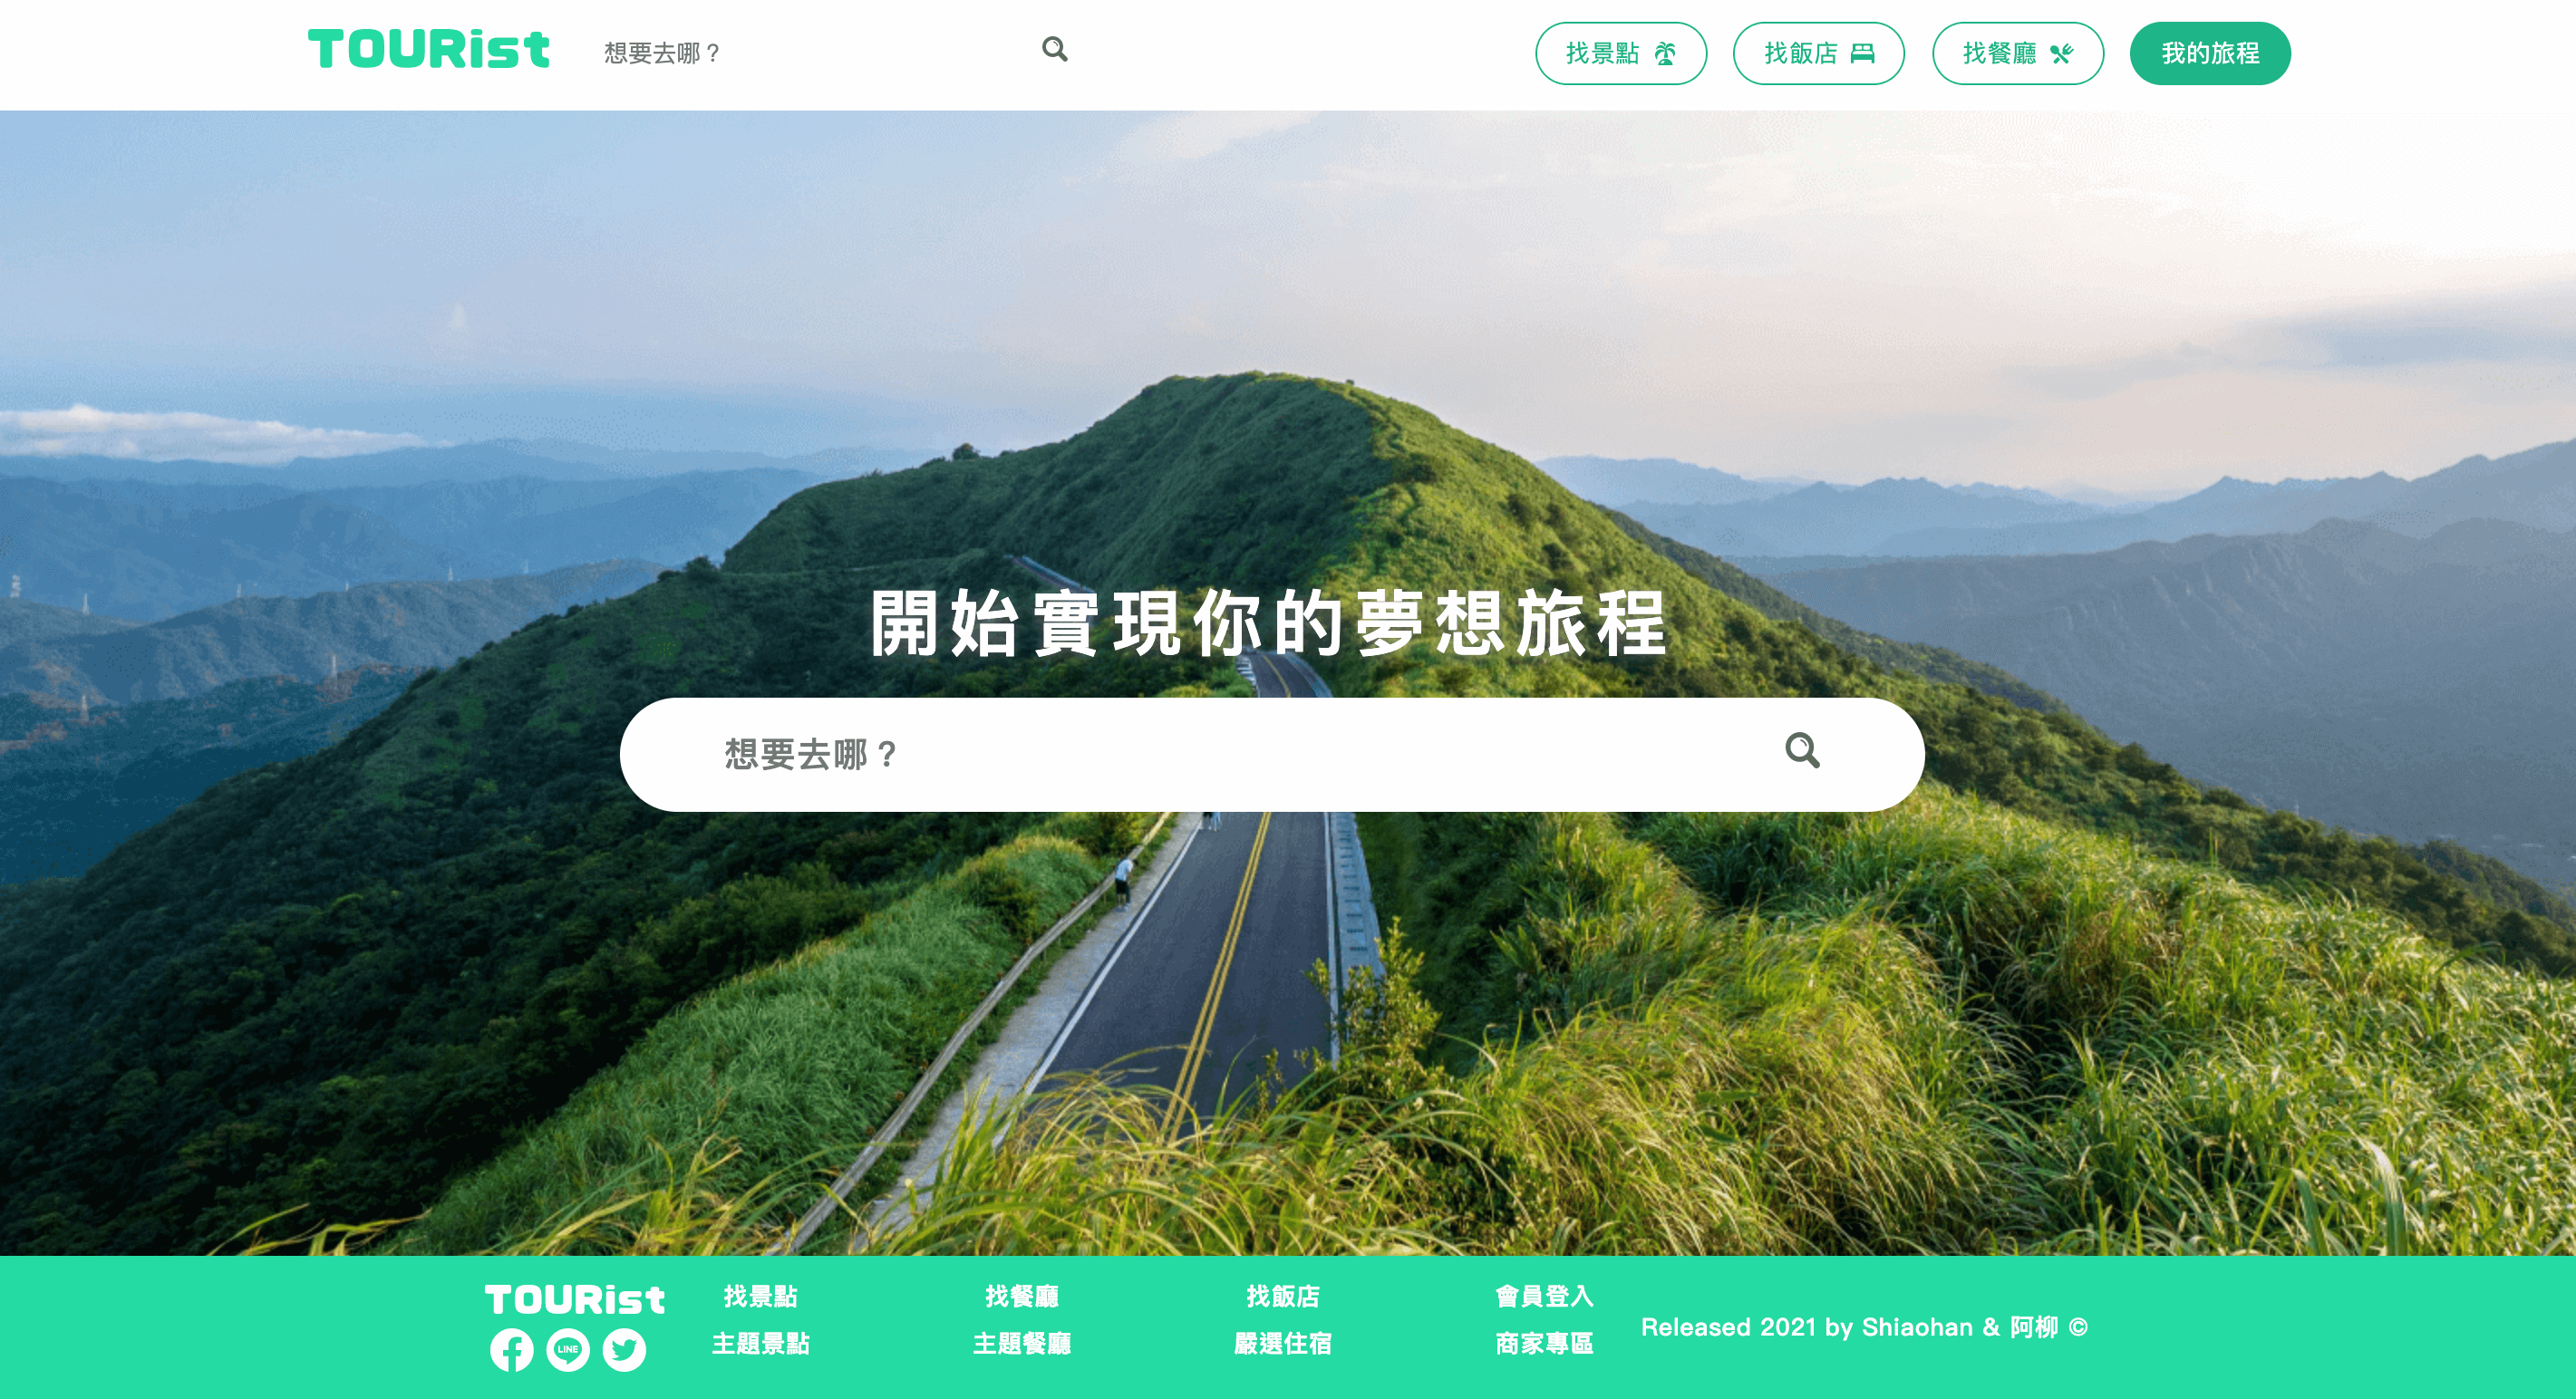 TOURist
想要去哪？
找景點
找飯店
找餐廳
我的旅程
開始實現你的夢想旅程
想要去哪？
TOURist
LINE
找景點
主題景點
找餐廳
主題餐廳
找飯店
嚴選住宿
會員登入
商家專區
Released 2021 by Shiaohan & 阿柳 ©